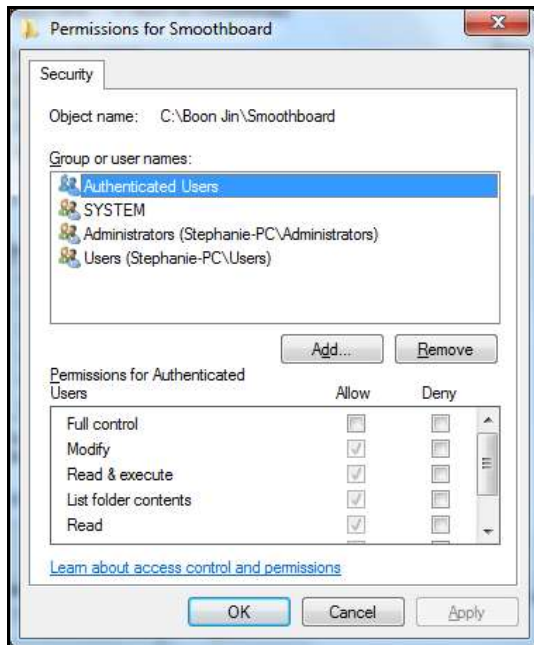 Permissions for Smoothboard
Security
Object name: C:\Boon Jin\Smoothboard
Group or user names:
Authenticated Users
SYSTEM
Administrators (Stephanie-PC\Administrators)
Users (Stephanie-PC\Users)
Add... Remove
Permissions for Authenticated
Users Allow Deny
Full control
Modify
Read & execute
List folder contents
Read
Learn about access control and permissions
OK Cancel Apply